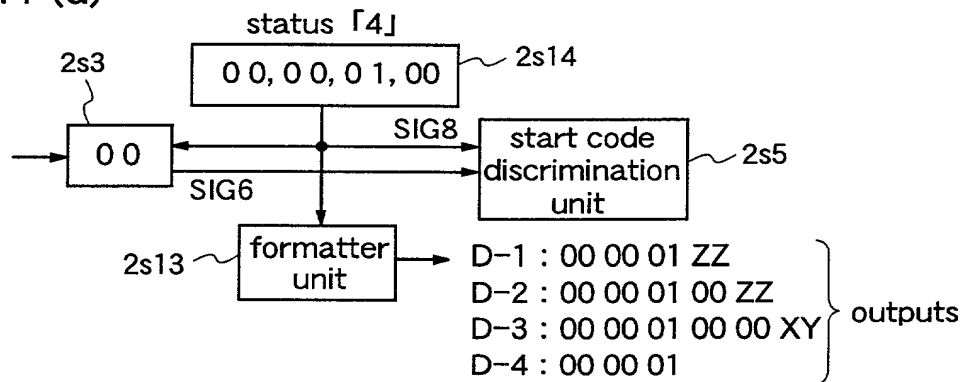 status「4」
2s3
0 0, 0 0, 0 1, 00
2s14
0 0
SIG8
SIG6
start code
discrimination
unit
2s5
2s13
formatter
unit
D-1 : 00 00 01 ZZ
D-2 : 00 00 01 00 ZZ
D-3 : 00 00 01 00 00 XY
D-4 : 00 00 01
outputs